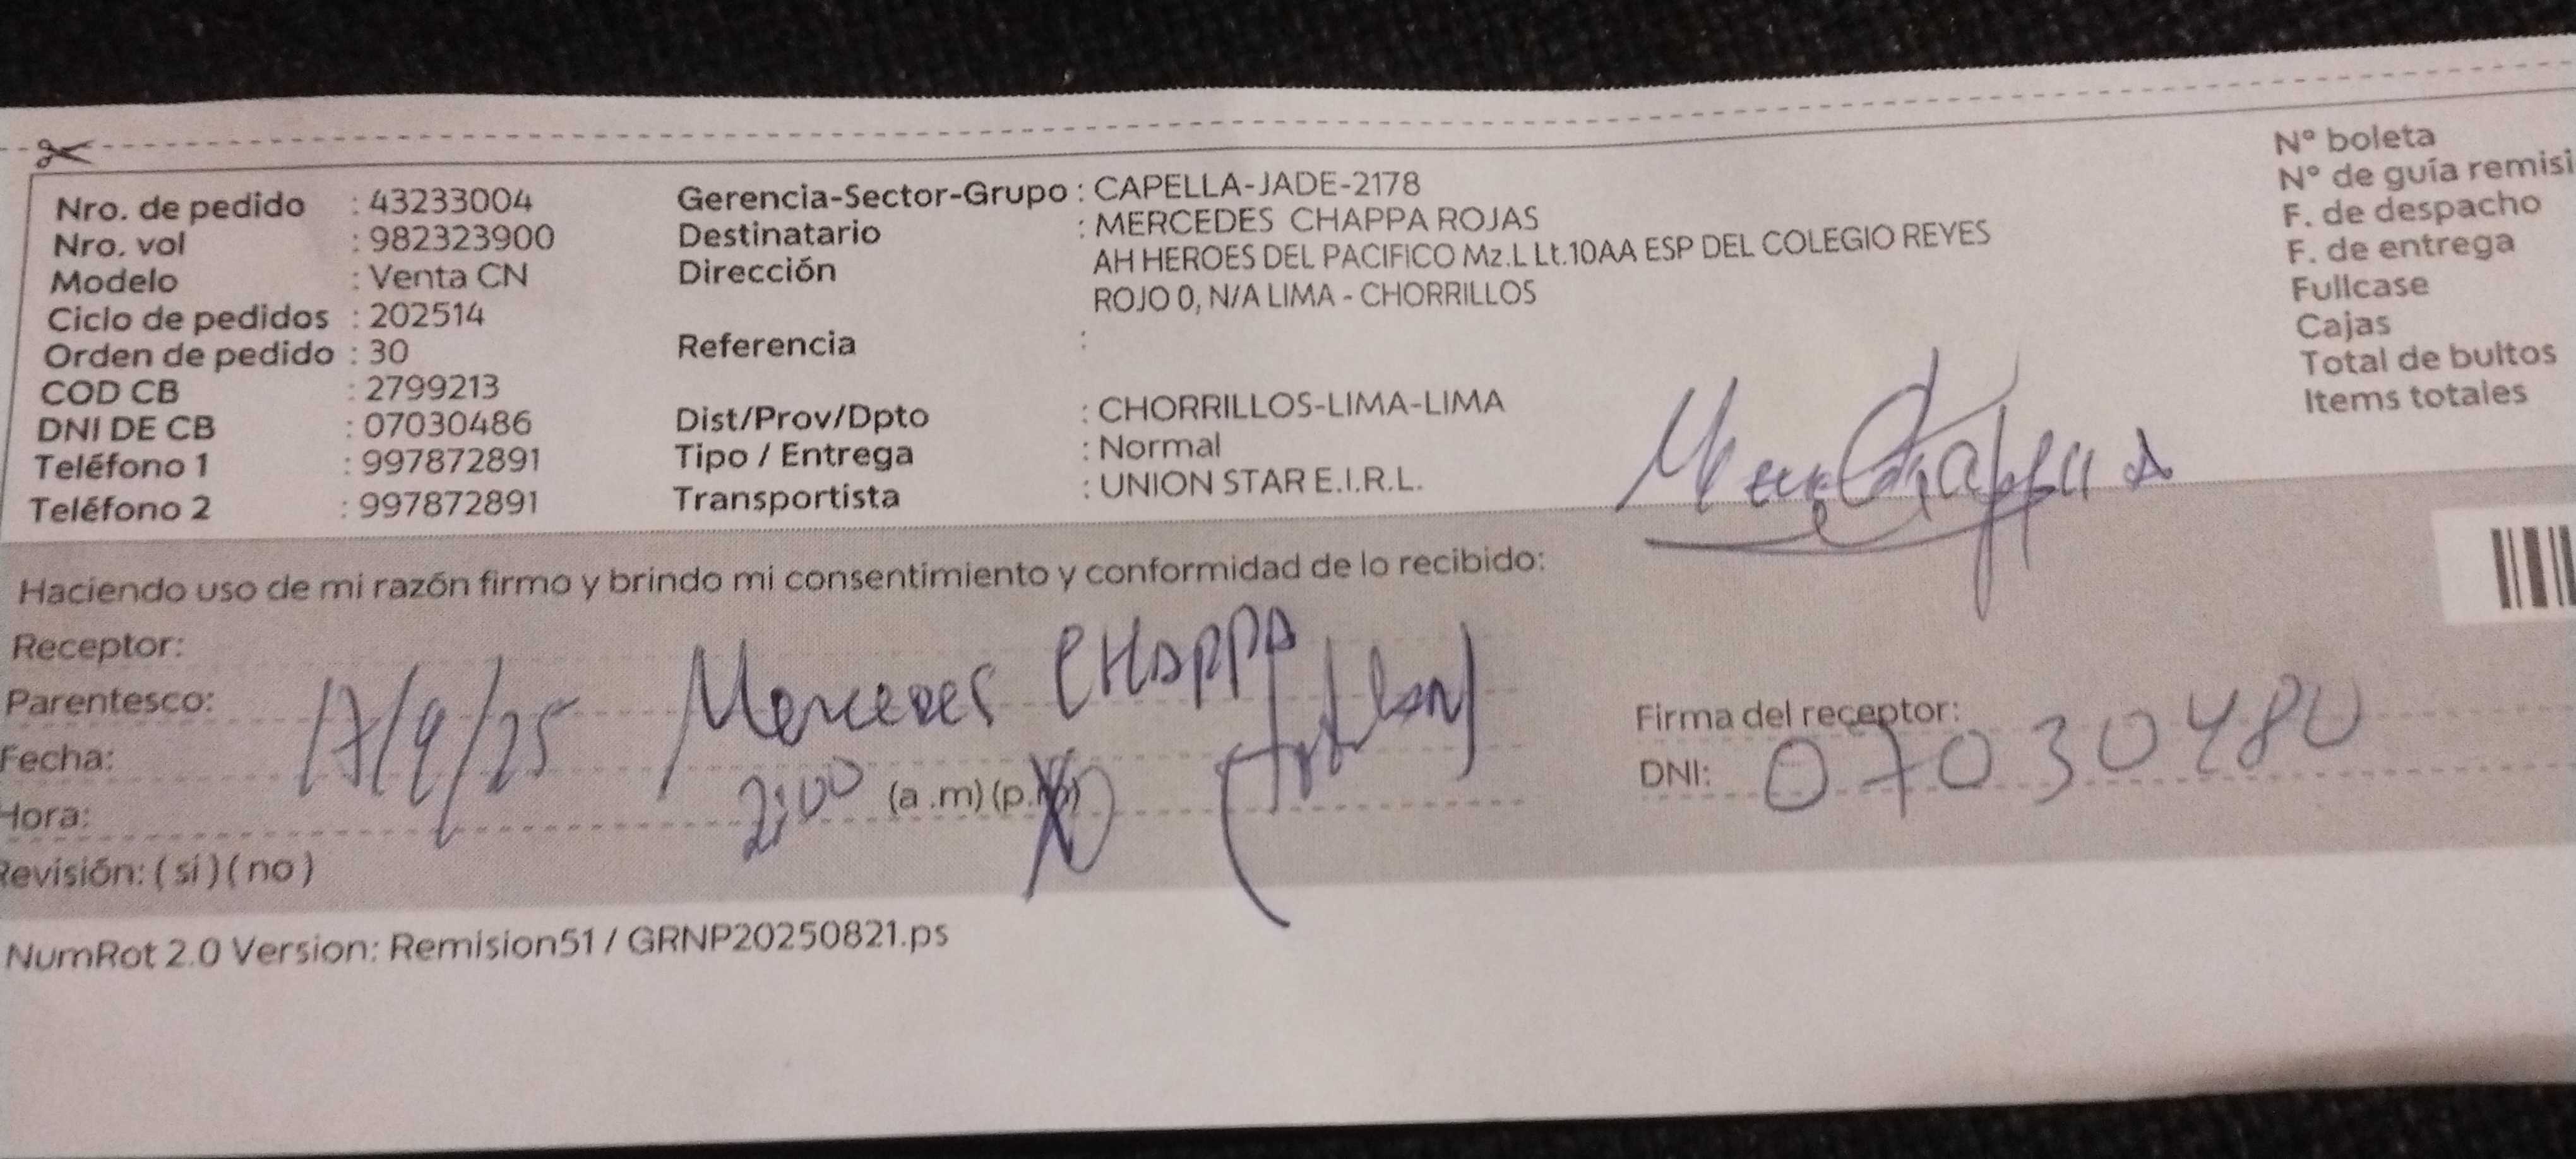 Nro. de pedido : 43233004
Nro. vol : 982323900
Modelo : Venta CN
Ciclo de pedidos : 202514
Orden de pedido : 30
COD CB : 2799213
DNI DE CB : 07030486
Teléfono 1 : 997872891
Teléfono 2 : 997872891
Gerencia-Sector-Grupo : CAPELLA-JADE-2178
Destinatario : MERCEDES CHAPPA ROJAS
Dirección AH HEROES DEL PACIFICO Mz.L Lt.10AA ESP DEL COLEGIO REYES
ROJO 0, N/A LIMA - CHORRILLOS
Referencia :
Dist/Prov/Dpto : CHORRILLOS-LIMA-LIMA
Tipo / Entrega : Normal
Transportista : UNION STAR E.I.R.L.
N° boleta
N° de guía remisi
F. de despacho
F. de entrega
Fullcase
Cajas
Total de bultos
Items totales
Haciendo uso de mi razón firmo y brindo mi consentimiento y conformidad de lo recibido:
Receptor: Mercedes CHAPPA
Parentesco:
Fecha: 17/9/25
Hora: 2:00 (a .m) (p.m)
Revisión: ( si ) ( no )
Firma del receptor:
DNI: 07030480
NumRot 2.0 Version: Remision51 / GRNP20250821.ps